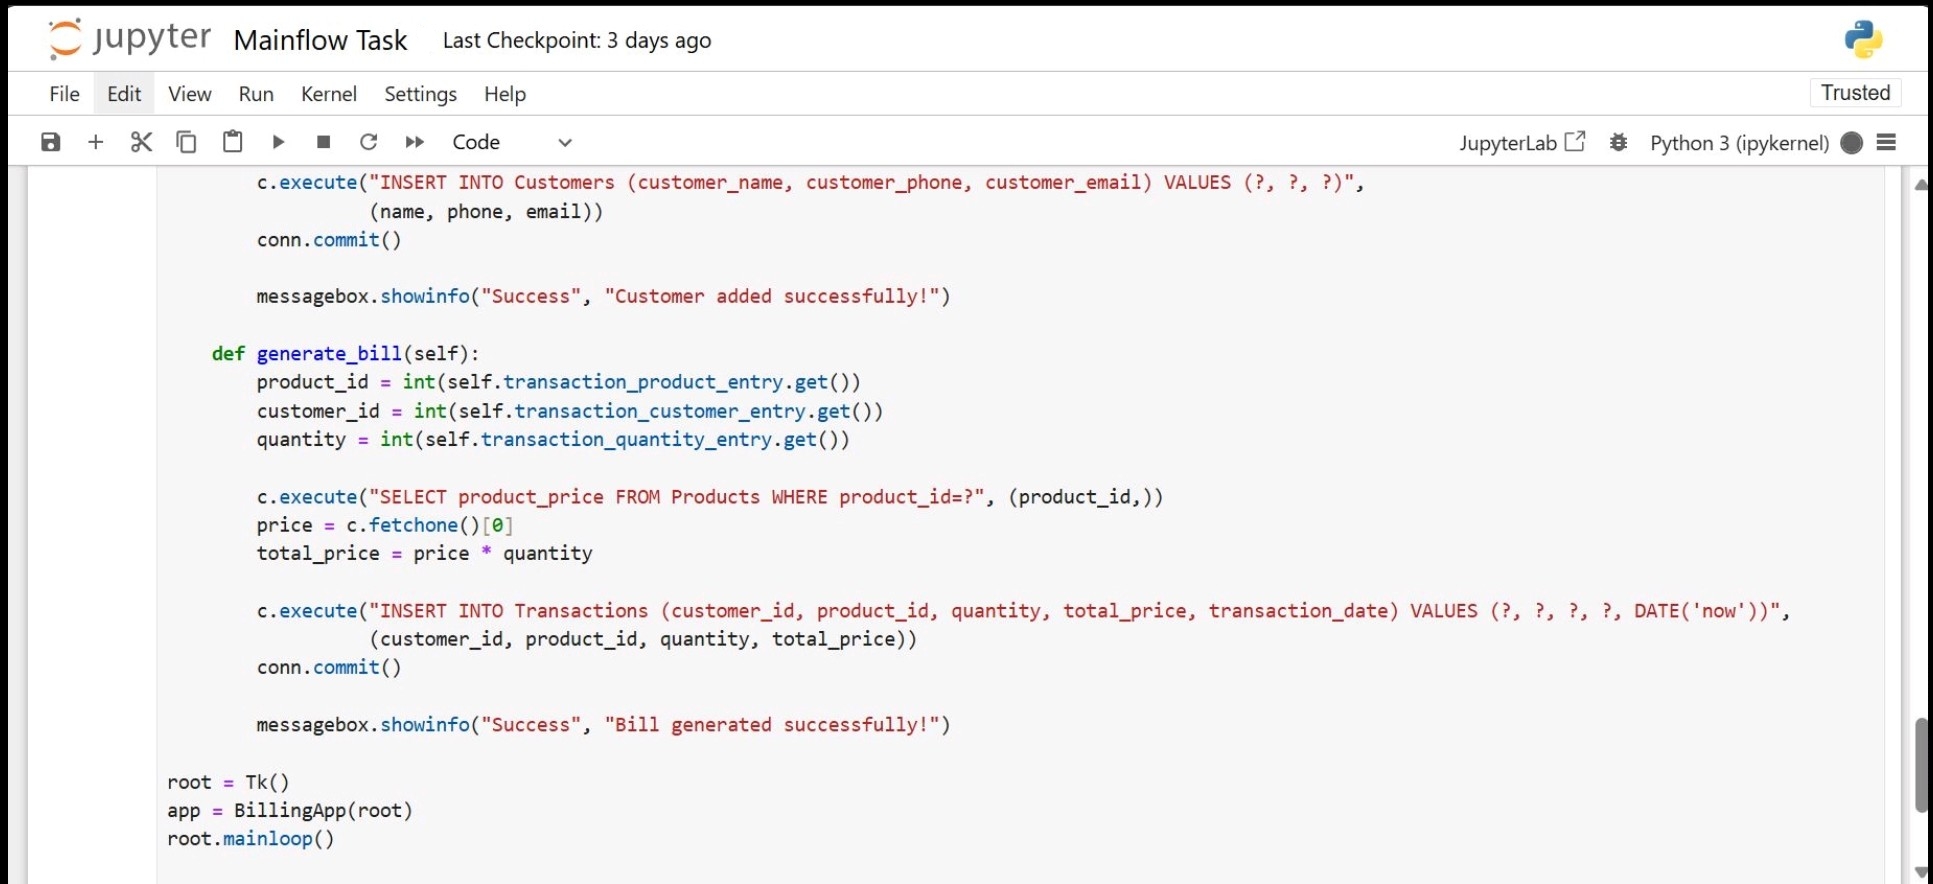 jupyter Mainflow Task Last Checkpoint: 3 days ago
File Edit View Run Kernel Settings Help Trusted
Code JupyterLab Python 3 (ipykernel)
c.execute("INSERT INTO Customers (customer_name, customer_phone, customer_email) VALUES (?, ?, ?)",
(name, phone, email))
conn.commit()
messagebox.showinfo("Success", "Customer added successfully!")
def generate_bill(self):
product_id = int(self.transaction_product_entry.get())
customer_id = int(self.transaction_customer_entry.get())
quantity = int(self.transaction_quantity_entry.get())
c.execute("SELECT product_price FROM Products WHERE product_id=?", (product_id,))
price = c.fetchone()[0]
total_price = price * quantity
c.execute("INSERT INTO Transactions (customer_id, product_id, quantity, total_price, transaction_date) VALUES (?, ?, ?, ?, DATE('now'))",
(customer_id, product_id, quantity, total_price))
conn.commit()
messagebox.showinfo("Success", "Bill generated successfully!")
root = Tk()
app = BillingApp(root)
root.mainloop()